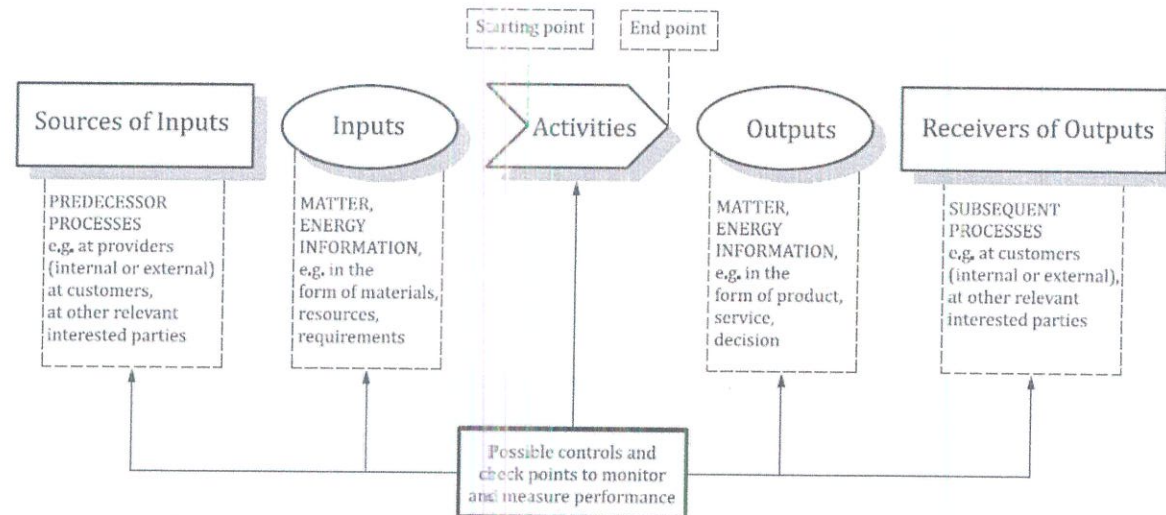 Starting point
End point
Sources of Inputs
Inputs
Activities
Outputs
Receivers of Outputs
PREDECESSOR
PROCESSES
e.g. at providers
(internal or external)
at customers,
at other relevant
interested parties
MATTER,
ENERGY
INFORMATION,
e.g. in the
form of materials,
resources,
requirements
MATTER,
ENERGY
INFORMATION,
e.g. in the
form of product,
service,
decision
SUBSEQUENT
PROCESSES
e.g. at customers
(internal or external),
at other relevant
interested parties
Possible controls and
check points to monitor
and measure performance